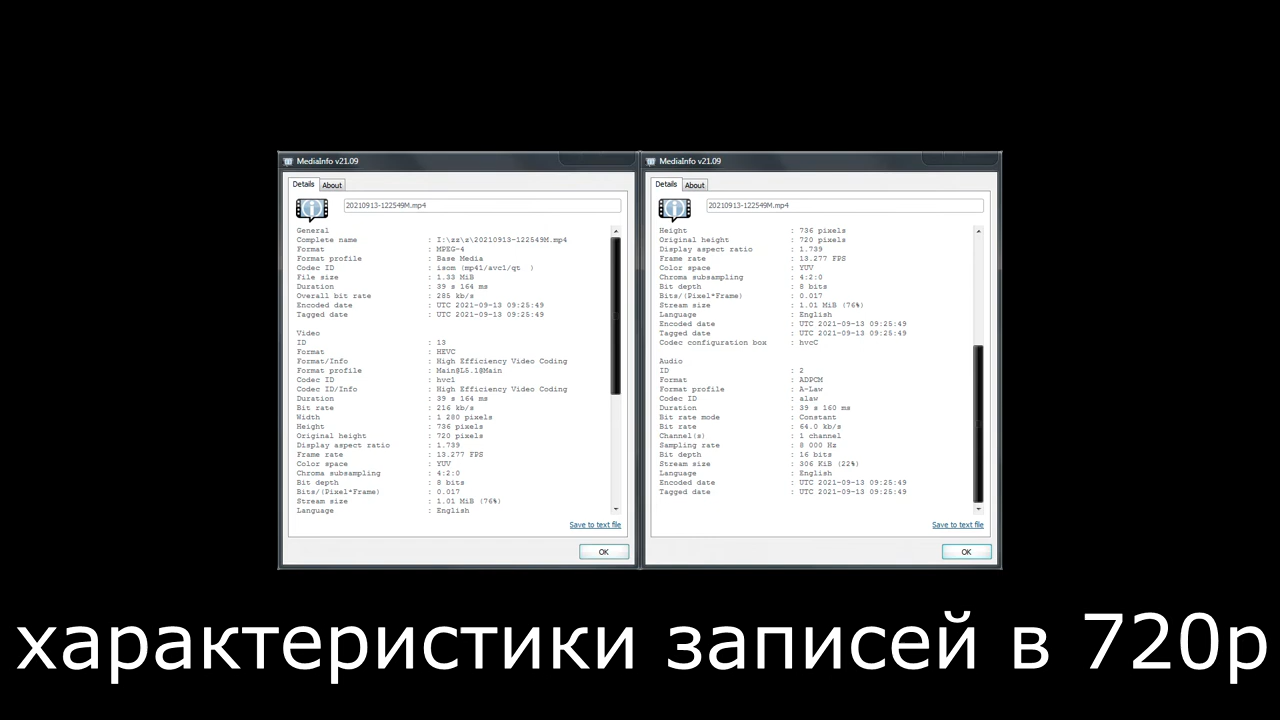 MediaInfo v21.09
Details About
20210913-122549M.mp4
General
Complete name : I:\zz\z\20210913-122549M.mp4
Format : MPEG-4
Format profile : Base Media
Codec ID : isom (mp41/avc1/qt  )
File size : 1.33 MiB
Duration : 39 s 164 ms
Overall bit rate : 285 kb/s
Encoded date : UTC 2021-09-13 09:25:49
Tagged date : UTC 2021-09-13 09:25:49
Video
ID : 13
Format : HEVC
Format/Info : High Efficiency Video Coding
Format profile : Main@L5.1@Main
Codec ID : hvc1
Codec ID/Info : High Efficiency Video Coding
Duration : 39 s 164 ms
Bit rate : 216 kb/s
Width : 1 280 pixels
Height : 736 pixels
Original height : 720 pixels
Display aspect ratio : 1.739
Frame rate : 13.277 FPS
Color space : YUV
Chroma subsampling : 4:2:0
Bit depth : 8 bits
Bits/(Pixel*Frame) : 0.017
Stream size : 1.01 MiB (76%)
Language : English
Save to text file
OK
MediaInfo v21.09
Details About
20210913-122549M.mp4
Height : 736 pixels
Original height : 720 pixels
Display aspect ratio : 1.739
Frame rate : 13.277 FPS
Color space : YUV
Chroma subsampling : 4:2:0
Bit depth : 8 bits
Bits/(Pixel*Frame) : 0.017
Stream size : 1.01 MiB (76%)
Language : English
Encoded date : UTC 2021-09-13 09:25:49
Tagged date : UTC 2021-09-13 09:25:49
Codec configuration box : hvcC
Audio
ID : 2
Format : ADPCM
Format profile : A-Law
Codec ID : alaw
Duration : 39 s 160 ms
Bit rate mode : Constant
Bit rate : 64.0 kb/s
Channel(s) : 1 channel
Sampling rate : 8 000 Hz
Bit depth : 16 bits
Stream size : 306 KiB (22%)
Language : English
Encoded date : UTC 2021-09-13 09:25:49
Tagged date : UTC 2021-09-13 09:25:49
Save to text file
OK
характеристики записей в 720p